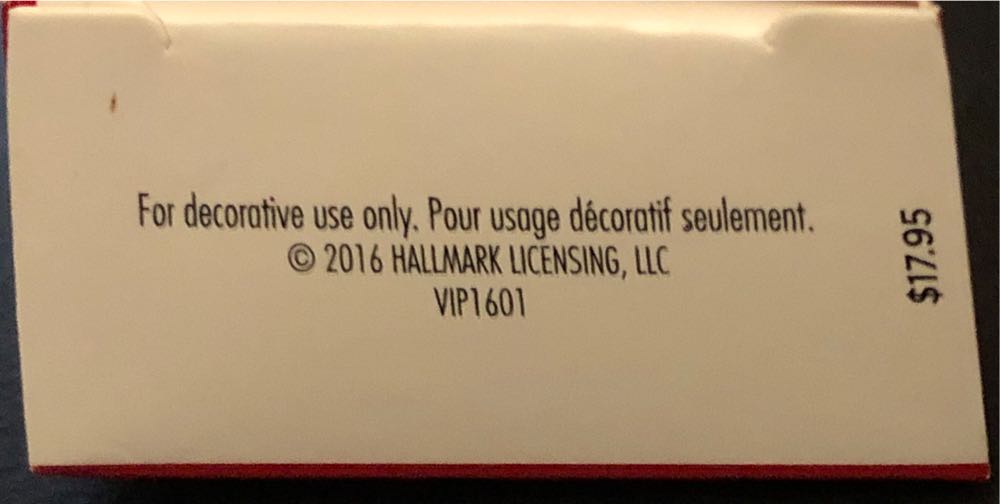 For decorative use only. Pour usage décoratif seulement.
© 2016 HALLMARK LICENSING, LLC
VIP1601
$17.95